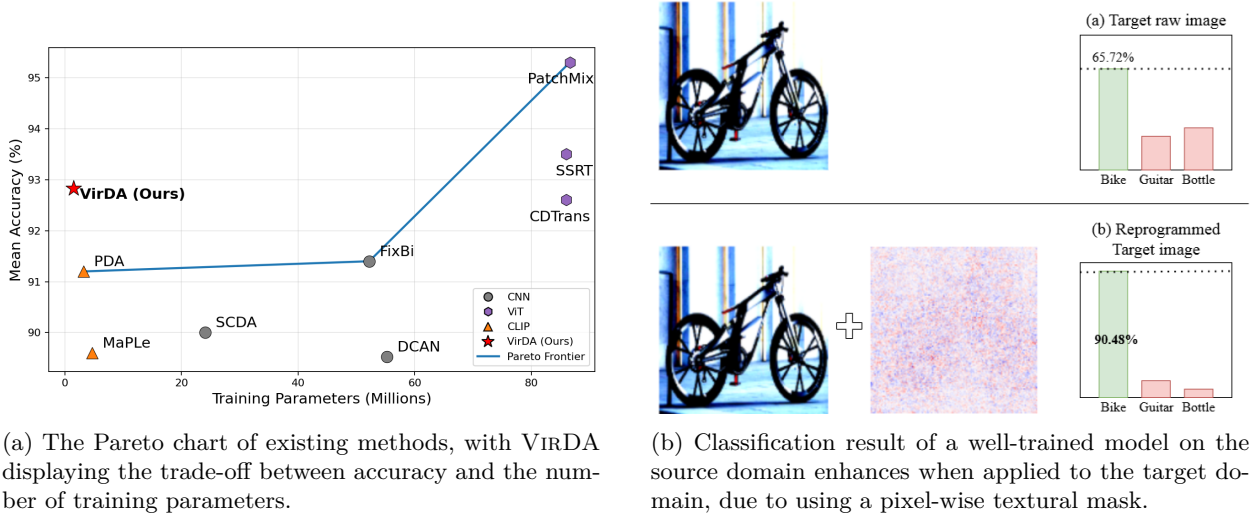 Mean Accuracy (%)
95
94
93
92
91
90
PatchMix
SSRT
CDTrans
VirDA (Ours)
PDA
FixBi
SCDA
MaPLe
DCAN
CNN
ViT
CLIP
VirDA (Ours)
Pareto Frontier
0 20 40 60 80
Training Parameters (Millions)
(a) The Pareto chart of existing methods, with VIRDA
displaying the trade-off between accuracy and the num-
ber of training parameters.
(a) Target raw image
65.72%
Bike Guitar Bottle
(b) Reprogrammed
Target image
90.48%
Bike Guitar Bottle
(b) Classification result of a well-trained model on the
source domain enhances when applied to the target do-
main, due to using a pixel-wise textural mask.